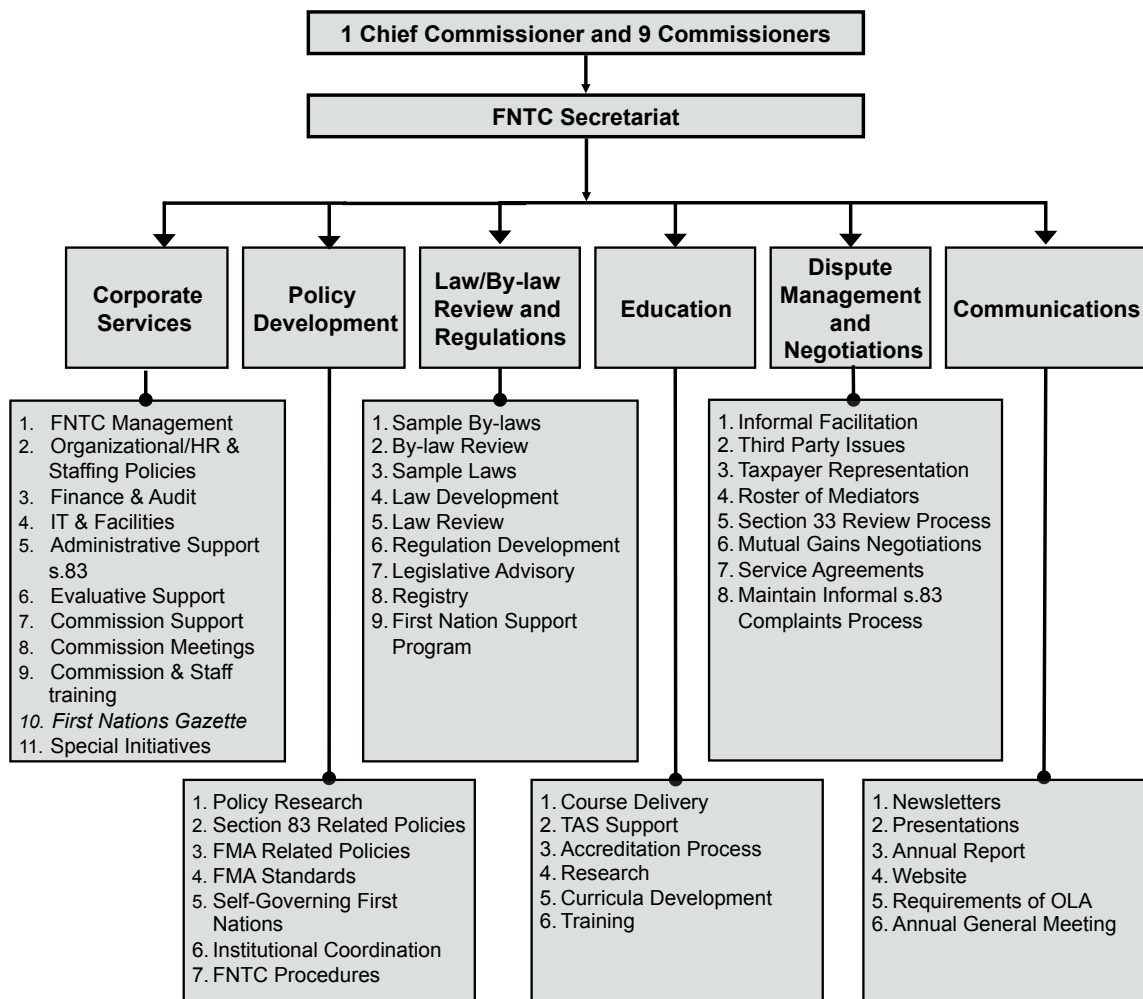 1 Chief Commissioner and 9 Commissioners
FNTC Secretariat
Corporate
Services
Policy
Development
Law/By-law
Review and
Regulations
Education
Dispute
Management
and
Negotiations
Communications
1. FNTC Management
2. Organizational/HR &
Staffing Policies
3. Finance & Audit
4. IT & Facilities
5. Administrative Support
s.83
6. Evaluative Support
7. Commission Support
8. Commission Meetings
9. Commission & Staff
training
10. First Nations Gazette
11. Special Initiatives
1. Sample By-laws
2. By-law Review
3. Sample Laws
4. Law Development
5. Law Review
6. Regulation Development
7. Legislative Advisory
8. Registry
9. First Nation Support
Program
1. Informal Facilitation
2. Third Party Issues
3. Taxpayer Representation
4. Roster of Mediators
5. Section 33 Review Process
6. Mutual Gains Negotiations
7. Service Agreements
8. Maintain Informal s.83
Complaints Process
1. Policy Research
2. Section 83 Related Policies
3. FMA Related Policies
4. FMA Standards
5. Self-Governing First
Nations
6. Institutional Coordination
7. FNTC Procedures
1. Course Delivery
2. TAS Support
3. Accreditation Process
4. Research
5. Curricula Development
6. Training
1. Newsletters
2. Presentations
3. Annual Report
4. Website
5. Requirements of OLA
6. Annual General Meeting